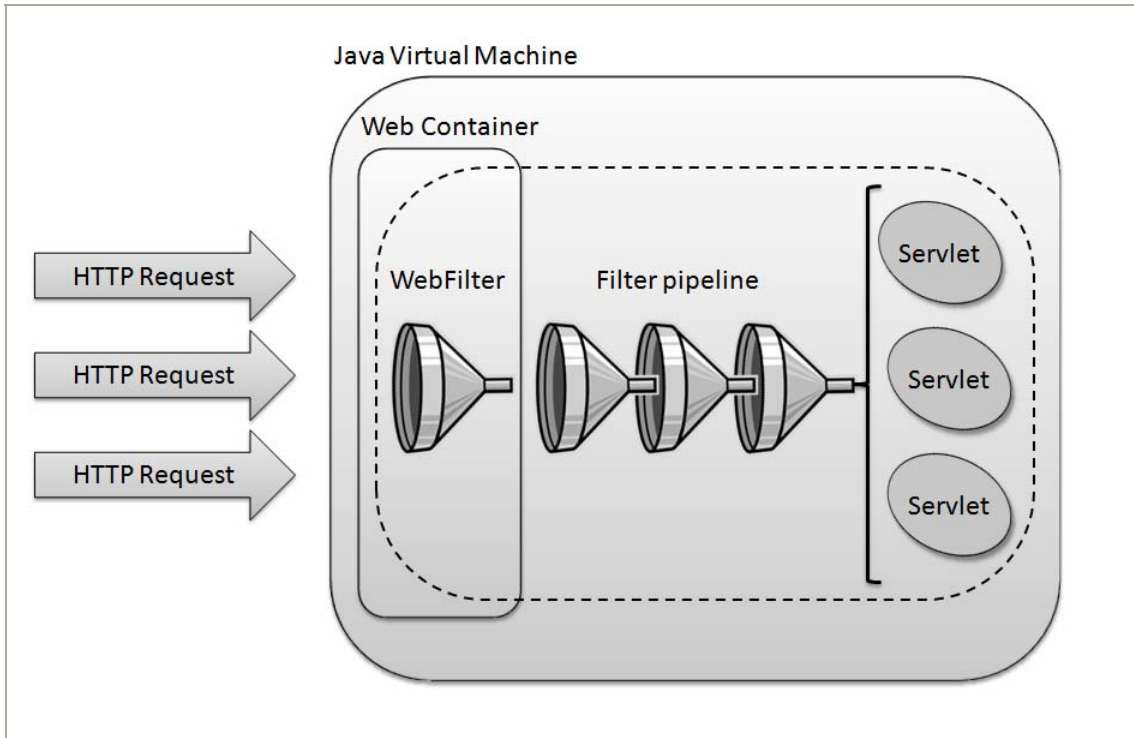 Java Virtual Machine
Web Container
HTTP Request
HTTP Request
HTTP Request
WebFilter
Filter pipeline
Servlet
Servlet
Servlet